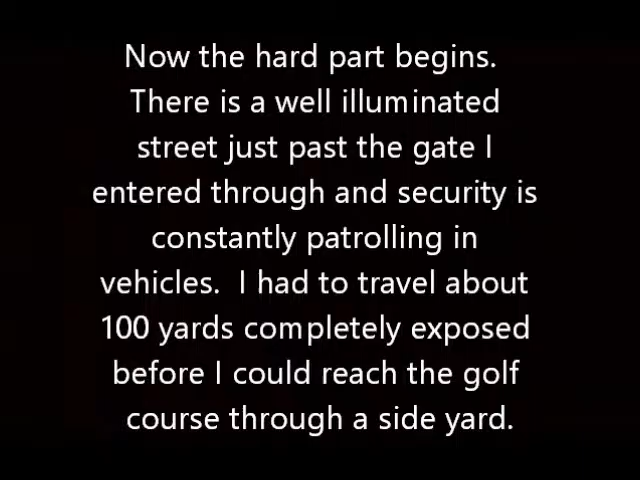 Now the hard part begins.
There is a well illuminated
street just past the gate I
entered through and security is
constantly patrolling in
vehicles.  I had to travel about
100 yards completely exposed
before I could reach the golf
course through a side yard.